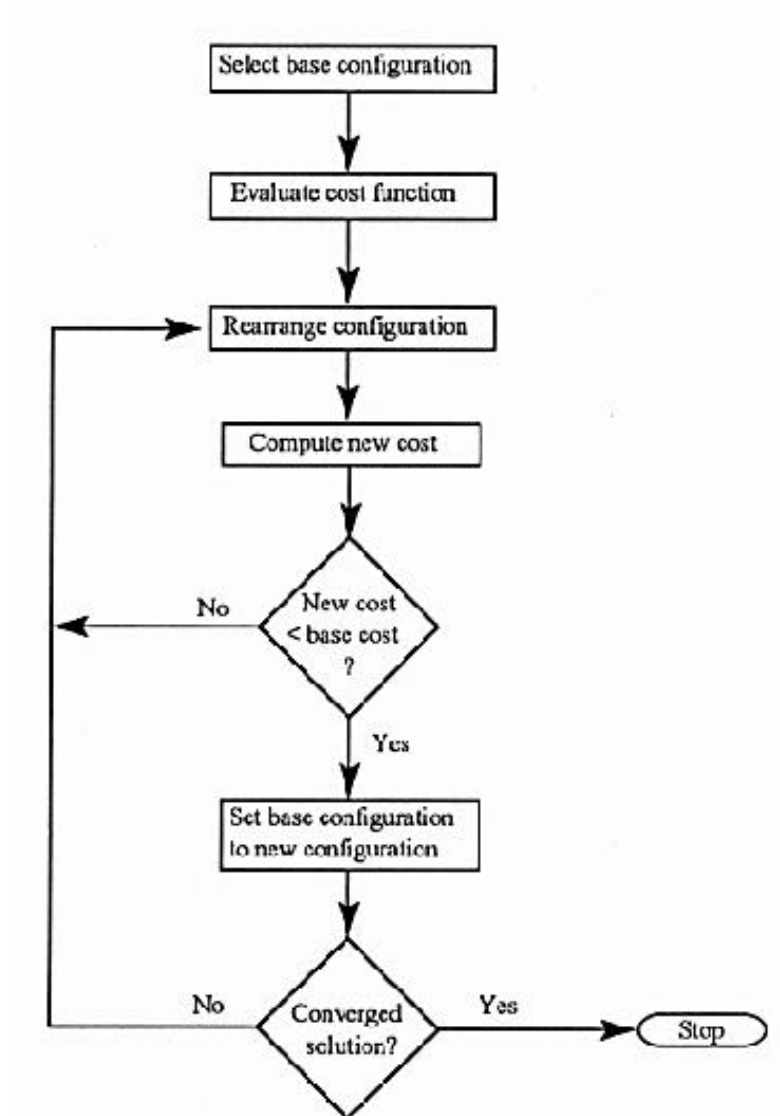 Select base configuration
Evaluate cost function
Rearrange configuration
Compute new cost
No
New cost
< base cost
?
Yes
Set base configuration
to new configuration
No
Converged
solution?
Yes
Stop